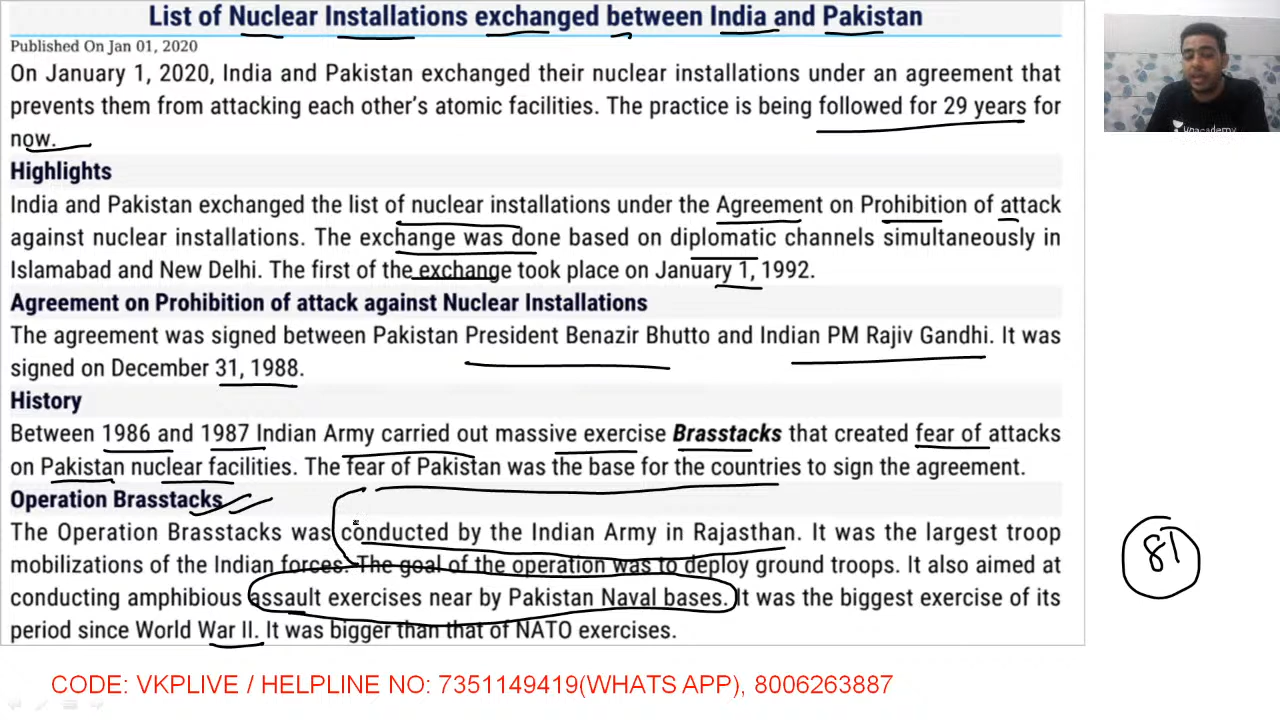 List of Nuclear Installations exchanged between India and Pakistan
Published On Jan 01, 2020
On January 1, 2020, India and Pakistan exchanged their nuclear installations under an agreement that
prevents them from attacking each other's atomic facilities. The practice is being followed for 29 years for
now.
Highlights
India and Pakistan exchanged the list of nuclear installations under the Agreement on Prohibition of attack
against nuclear installations. The exchange was done based on diplomatic channels simultaneously in
Islamabad and New Delhi. The first of the exchange took place on January 1, 1992.
Agreement on Prohibition of attack against Nuclear Installations
The agreement was signed between Pakistan President Benazir Bhutto and Indian PM Rajiv Gandhi. It was
signed on December 31, 1988.
History
Between 1986 and 1987 Indian Army carried out massive exercise Brasstacks that created fear of attacks
on Pakistan nuclear facilities. The fear of Pakistan was the base for the countries to sign the agreement.
Operation Brasstacks
The Operation Brasstacks was conducted by the Indian Army in Rajasthan. It was the largest troop
mobilizations of the Indian forces. The goal of the operation was to deploy ground troops. It also aimed at
conducting amphibious assault exercises near by Pakistan Naval bases. It was the biggest exercise of its
period since World War II. It was bigger than that of NATO exercises.
81
CODE: VKPLIVE / HELPLINE NO: 7351149419(WHATS APP), 8006263887